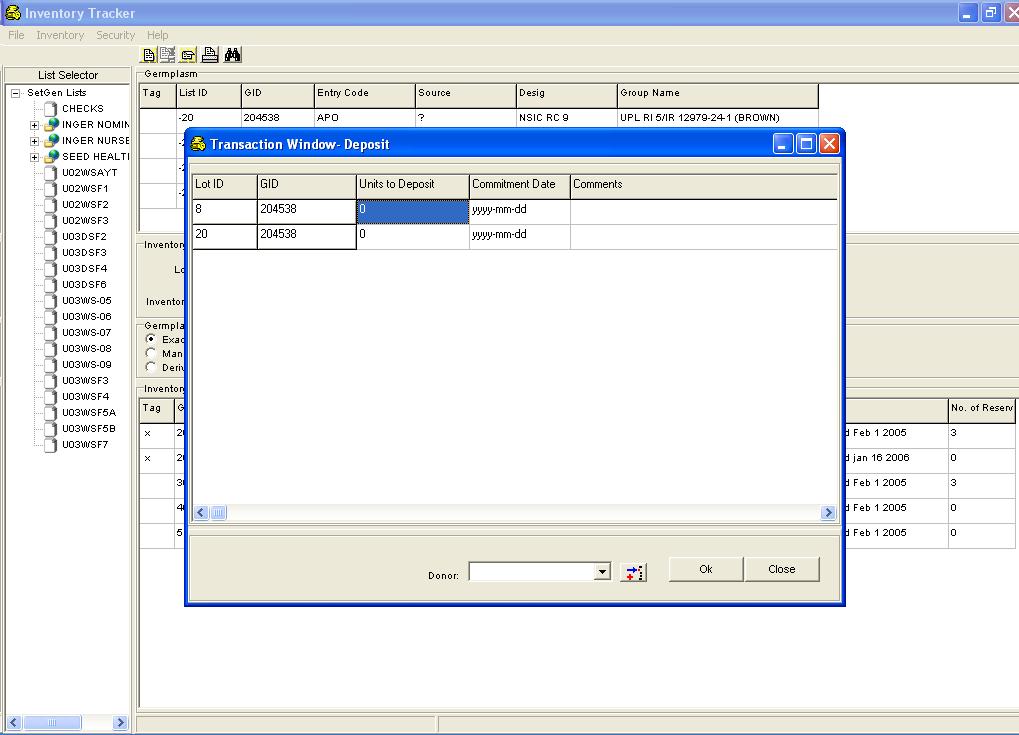 Inventory Tracker
File Inventory Security Help
List Selector
SetGen Lists
CHECKS
INGER NOMIN
INGER NURSE
SEED HEALTI
U02WSAYT
U02WSF1
U02WSF2
U02WSF3
U03DSF2
U03DSF3
U03DSF4
U03DSF6
U03WS-05
U03WS-06
U03WS-07
U03WS-08
U03WS-09
U03WSF3
U03WSF4
U03WSF5A
U03WSF5B
U03WSF7
Germplasm
Tag List ID GID Entry Code Source Desig Group Name
-20 204538 APO ? NSIC RC 9 UPL RI 5/IR 12979-24-1 (BROWN)
Transaction Window- Deposit
Lot ID GID Units to Deposit Commitment Date Comments
8 204538 0 yyyy-mm-dd
20 204538 0 yyyy-mm-dd
Donor: Ok Close
Inventory
Lo
Inventor
Germpla
Exac
Man
Deriv
Inventory
Tag G No. of Reserv
x 20 d Feb 1 2005 3
x 20 d jan 16 2006 0
30 d Feb 1 2005 3
40 d Feb 1 2005 0
5 d Feb 1 2005 0